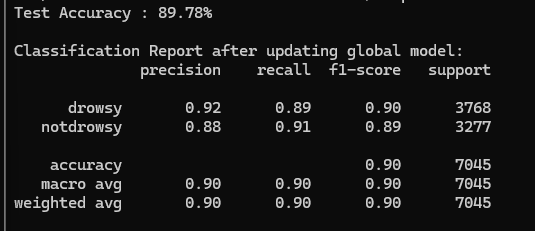 Test Accuracy : 89.78%
Classification Report after updating global model:
precision recall f1-score support
drowsy 0.92 0.89 0.90 3768
notdrowsy 0.88 0.91 0.89 3277
accuracy 0.90 7045
macro avg 0.90 0.90 0.90 7045
weighted avg 0.90 0.90 0.90 7045